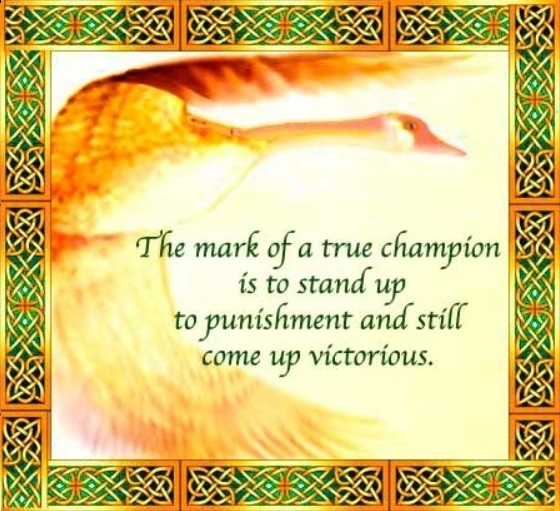 The mark of a true champion
is to stand up
to punishment and still
come up victorious.